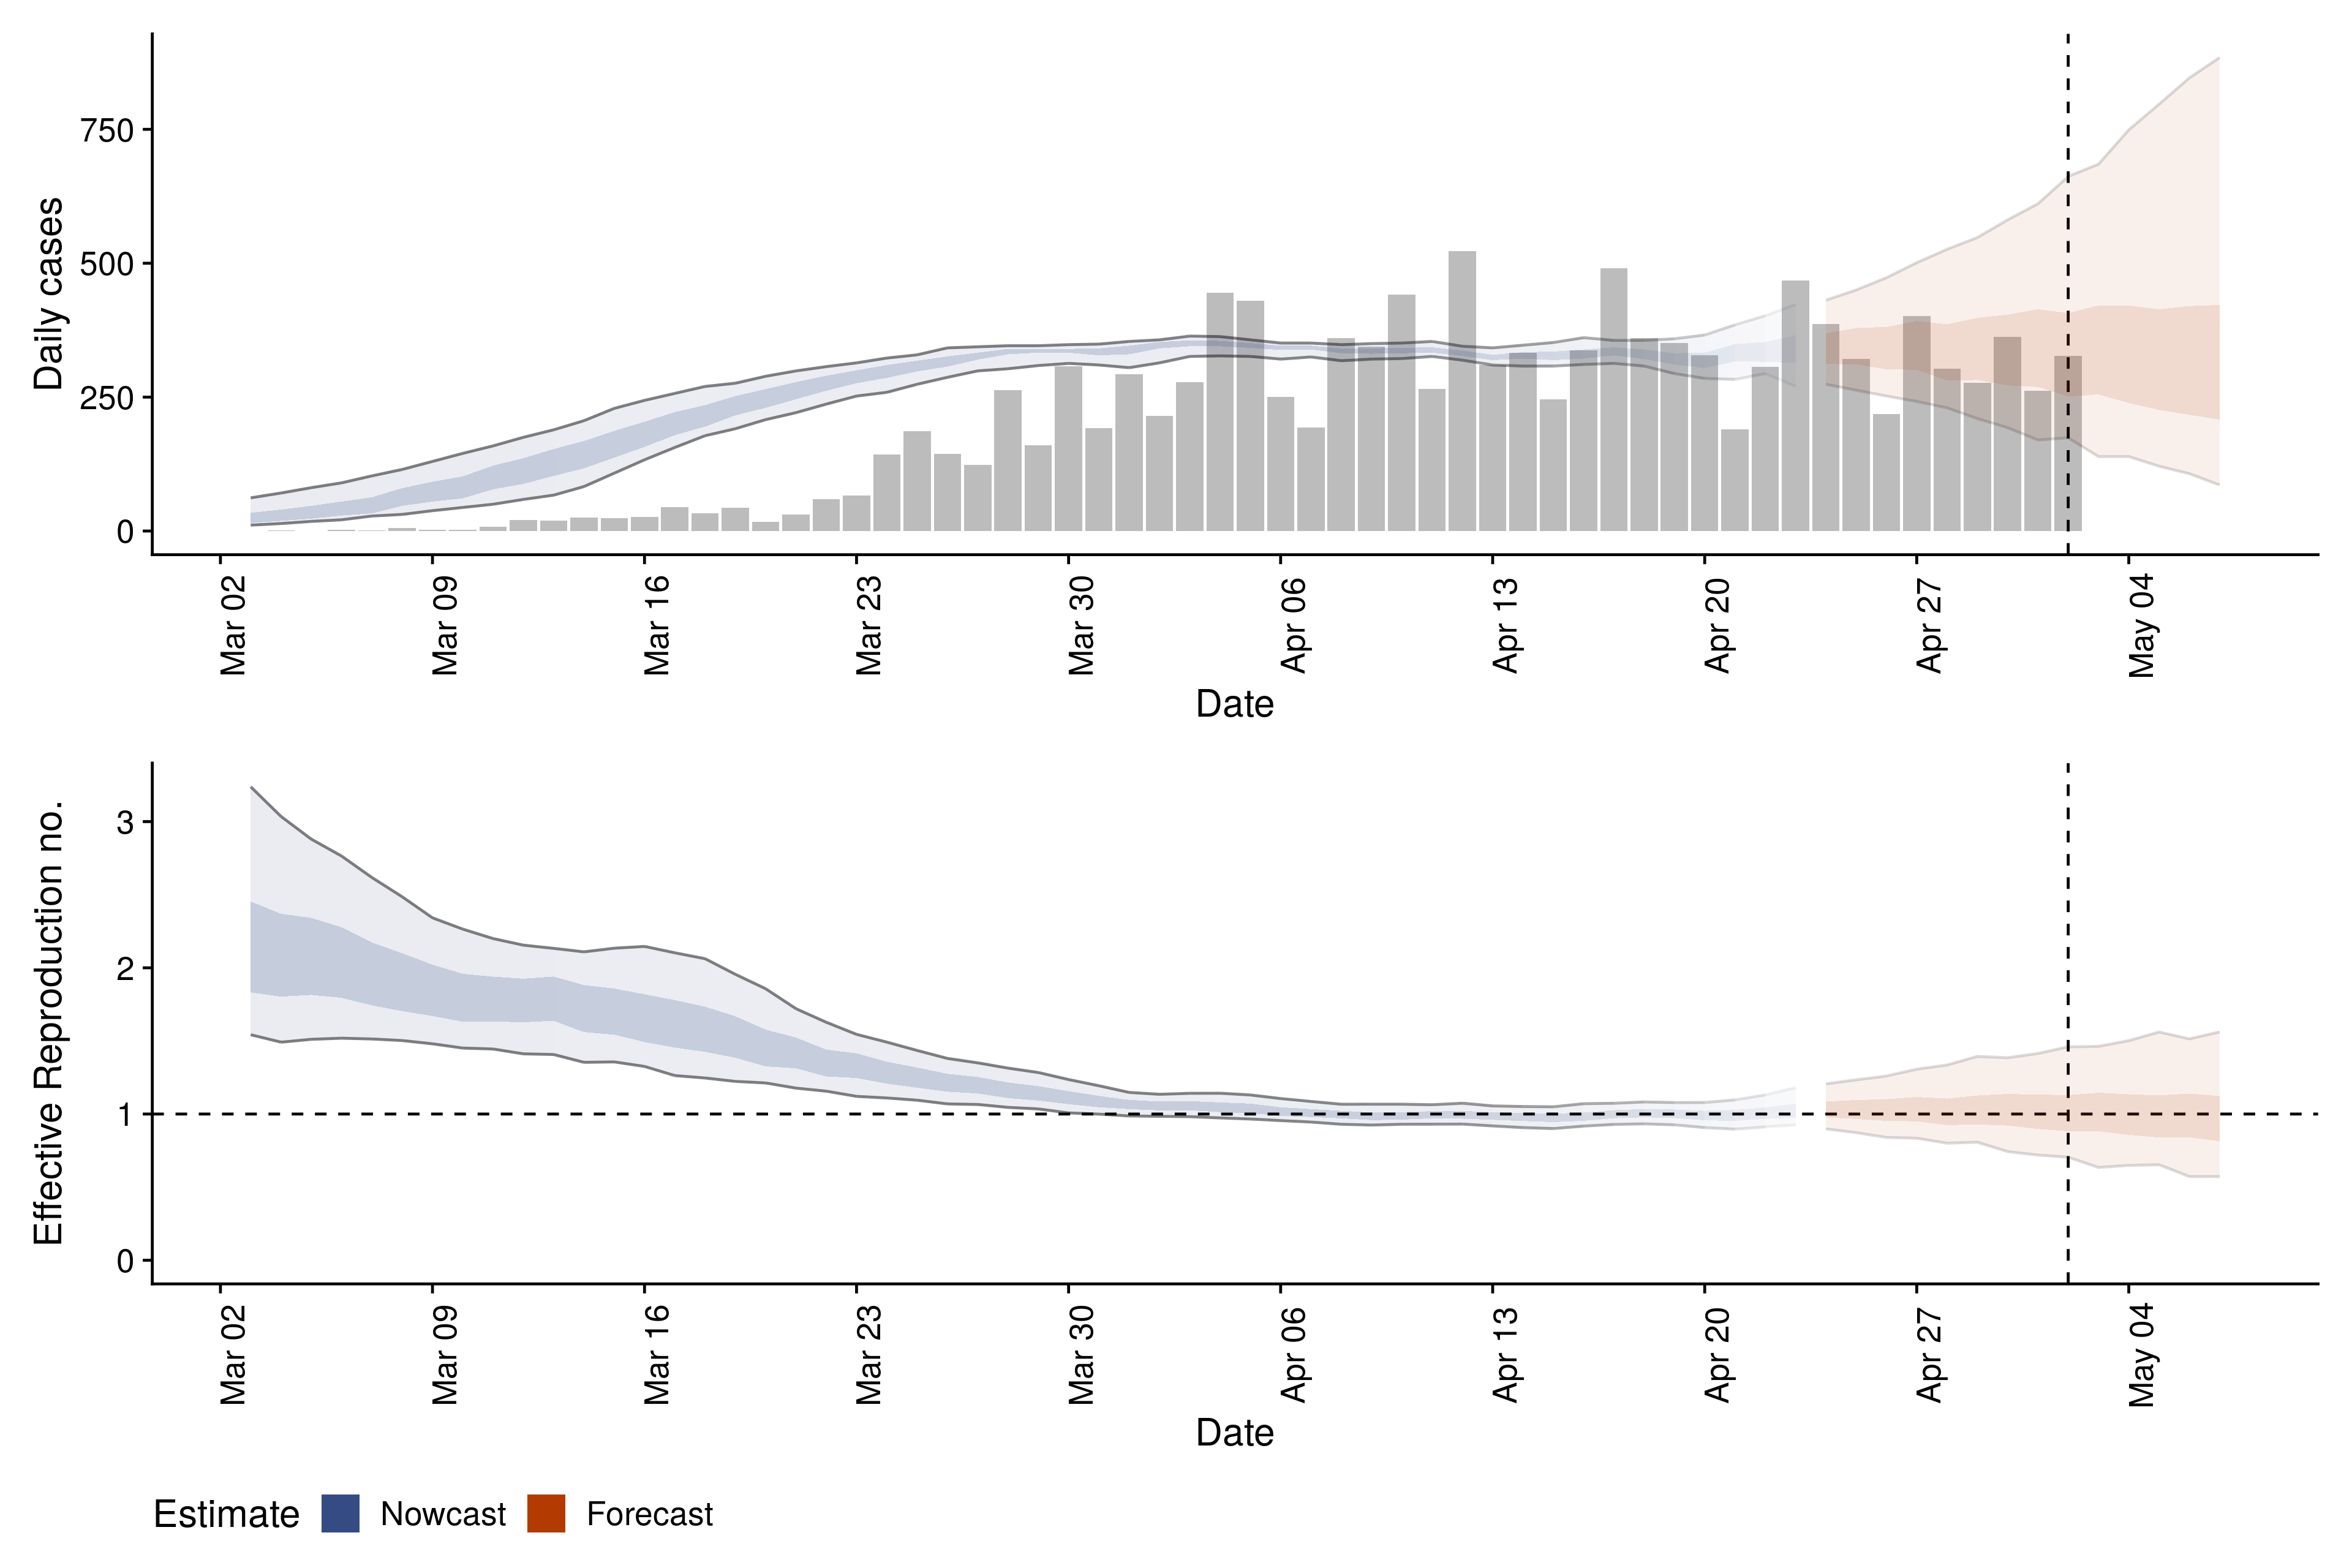 Daily cases
750
500
250
0
Mar 02
Mar 09
Mar 16
Mar 23
Mar 30
Apr 06
Apr 13
Apr 20
Apr 27
May 04
Date
Effective Reproduction no.
3
2
1
0
Mar 02
Mar 09
Mar 16
Mar 23
Mar 30
Apr 06
Apr 13
Apr 20
Apr 27
May 04
Date
Estimate Nowcast Forecast